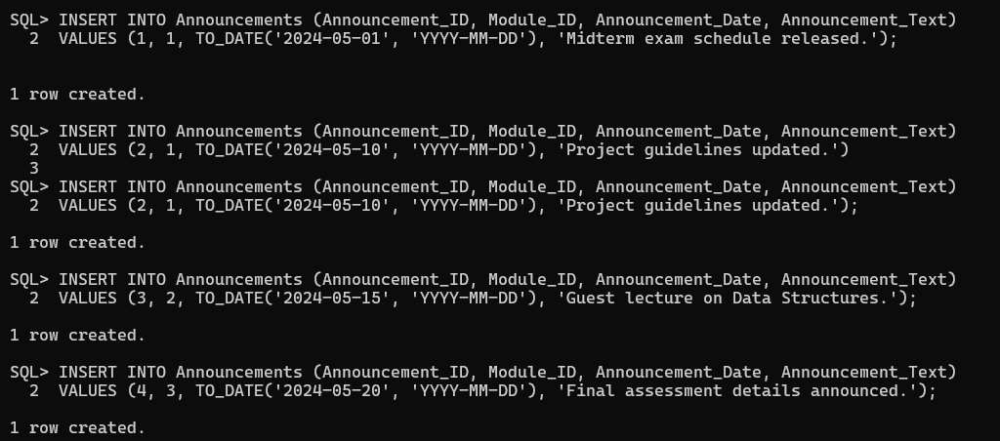 SQL> INSERT INTO Announcements (Announcement_ID, Module_ID, Announcement_Date, Announcement_Text)
  2  VALUES (1, 1, TO_DATE('2024-05-01', 'YYYY-MM-DD'), 'Midterm exam schedule released.');
1 row created.
SQL> INSERT INTO Announcements (Announcement_ID, Module_ID, Announcement_Date, Announcement_Text)
  2  VALUES (2, 1, TO_DATE('2024-05-10', 'YYYY-MM-DD'), 'Project guidelines updated.')
  3
SQL> INSERT INTO Announcements (Announcement_ID, Module_ID, Announcement_Date, Announcement_Text)
  2  VALUES (2, 1, TO_DATE('2024-05-10', 'YYYY-MM-DD'), 'Project guidelines updated.');
1 row created.
SQL> INSERT INTO Announcements (Announcement_ID, Module_ID, Announcement_Date, Announcement_Text)
  2  VALUES (3, 2, TO_DATE('2024-05-15', 'YYYY-MM-DD'), 'Guest lecture on Data Structures.');
1 row created.
SQL> INSERT INTO Announcements (Announcement_ID, Module_ID, Announcement_Date, Announcement_Text)
  2  VALUES (4, 3, TO_DATE('2024-05-20', 'YYYY-MM-DD'), 'Final assessment details announced.');
1 row created.